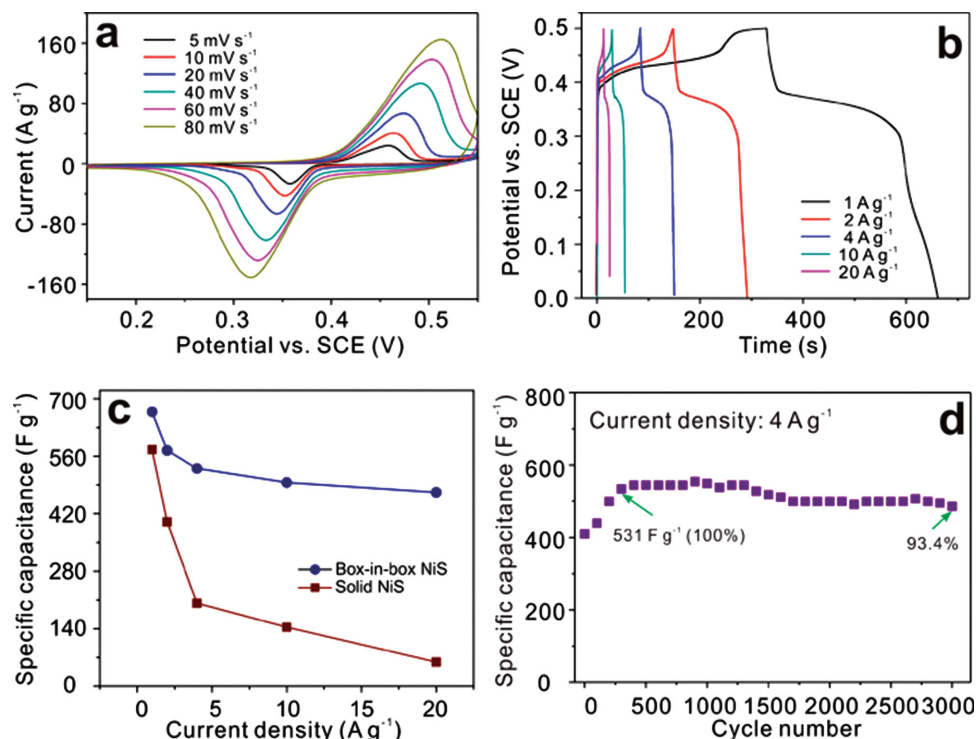 a
5 mV s⁻¹
10 mV s⁻¹
20 mV s⁻¹
40 mV s⁻¹
60 mV s⁻¹
80 mV s⁻¹
Current (A g⁻¹)
160
80
0
-80
-160
0.2
0.3
0.4
0.5
Potential vs. SCE (V)
b
1 A g⁻¹
2 A g⁻¹
4 A g⁻¹
10 A g⁻¹
20 A g⁻¹
Potential vs. SCE (V)
0.5
0.4
0.3
0.2
0.1
0.0
0
200
400
600
Time (s)
c
Box-in-box NiS
Solid NiS
Specific capacitance (F g⁻¹)
700
560
420
280
140
0
0
5
10
15
20
Current density (A g⁻¹)
d
Current density: 4 A g⁻¹
531 F g⁻¹ (100%)
93.4%
Specific capacitance (F g⁻¹)
800
600
400
200
0
0
500
1000
1500
2000
2500
3000
Cycle number